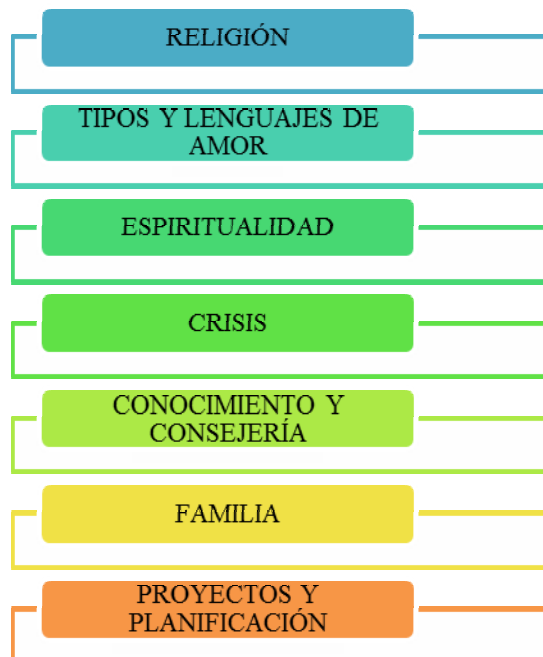 RELIGIÓN
TIPOS Y LENGUAJES DE
AMOR
ESPIRITUALIDAD
CRISIS
CONOCIMIENTO Y
CONSEJERÍA
FAMILIA
PROYECTOS Y
PLANIFICACIÓN